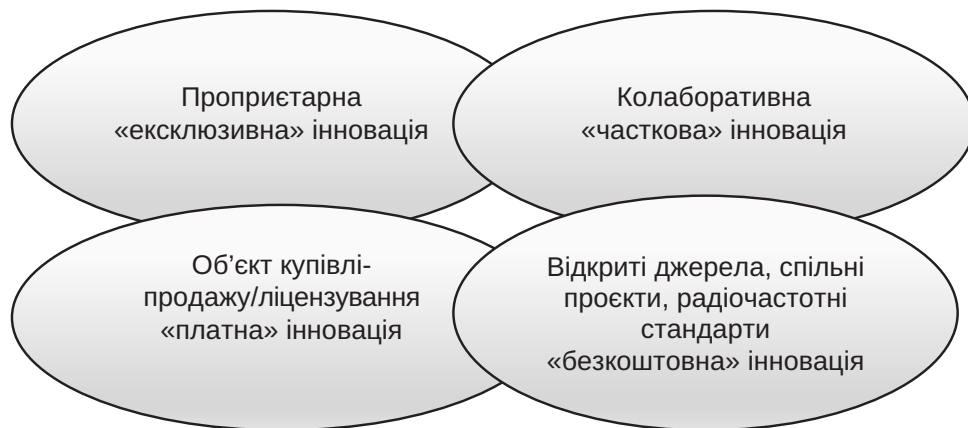 Проприєтарна
«ексклюзивна» інновація
Колаборативна
«часткова» інновація
Об’єкт купівлі-
продажу/ліцензування
«платна» інновація
Відкриті джерела, спільні
проєкти, радіочастотні
стандарти
«безкоштовна» інновація